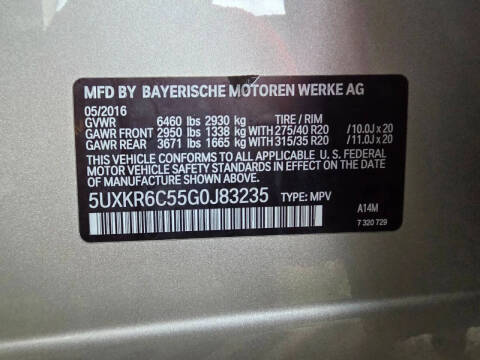 MFD BY BAYERISCHE MOTOREN WERKE AG
05/2016
GVWR 6460 lbs 2930 kg TIRE / RIM
GAWR FRONT 2950 lbs 1338 kg WITH 275/40 R20 / 10.0J x 20
GAWR REAR 3671 lbs 1665 kg WITH 315/35 R20 / 11.0J x 20
THIS VEHICLE CONFORMS TO ALL APPLICABLE U. S. FEDERAL
MOTOR VEHICLE SAFETY STANDARDS IN EFFECT ON THE DATE
OF MANUFACTURE SHOWN ABOVE.
5UXKR6C55G0J83235 TYPE: MPV
A14M
7 320 729